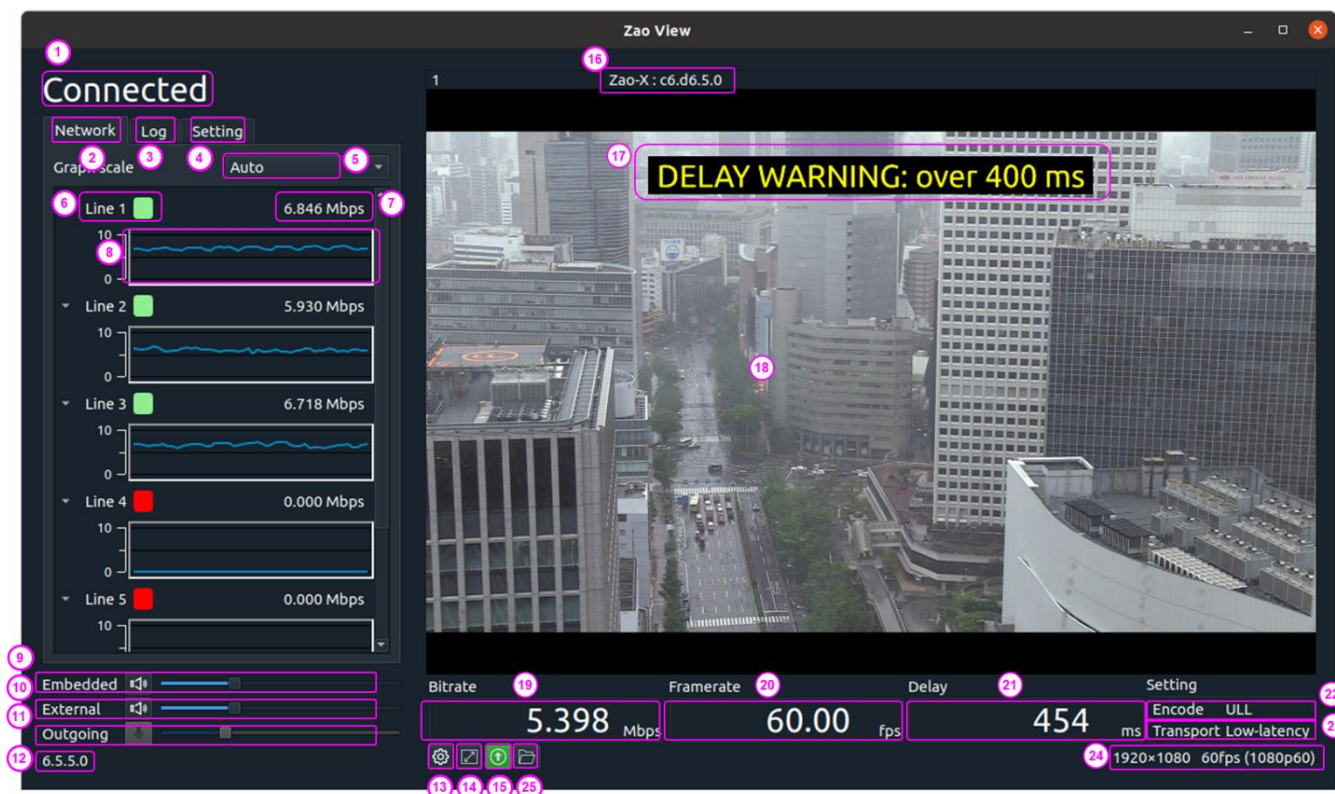 Zao View
1
16
Connected
1 Zao-X : c6.d6.5.0
Network Log Setting
2 3 4
Graph scale Auto 5
17 DELAY WARNING: over 400 ms
6 Line 1 6.846 Mbps 7
10
8
0
Line 2 5.930 Mbps
10
0
18
Line 3 6.718 Mbps
10
0
Line 4 0.000 Mbps
10
0
Line 5 0.000 Mbps
10
9
Embedded
10
External
11
Outgoing
12 6.5.5.0
Bitrate 19 Framerate 20 Delay 21 Setting
22
5.398 Mbps 60.00 fps 454 ms
Encode ULL
Transport Low-latency
24 1920×1080 60fps (1080p60)
13 14 15 25